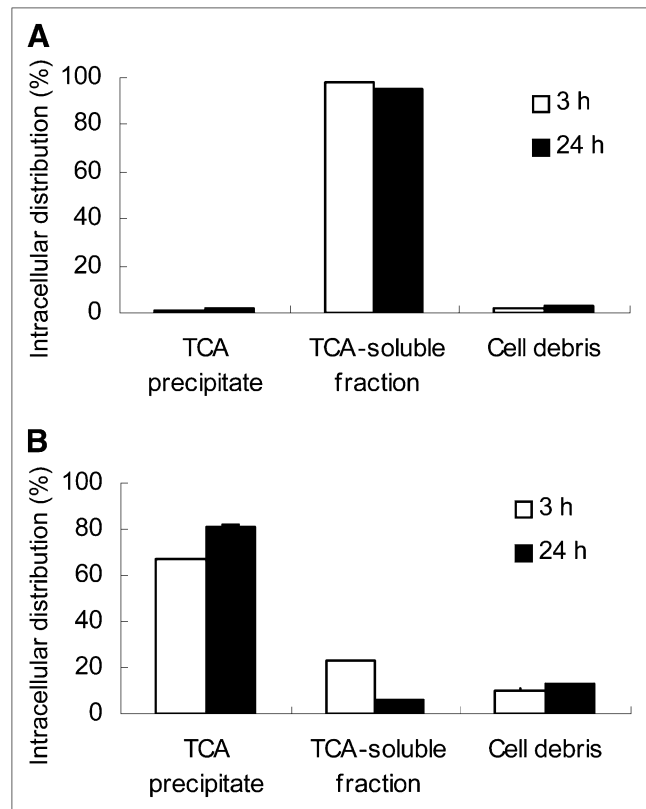 A
Intracellular distribution (%)
100
80
60
40
20
0
3 h
24 h
TCA
precipitate
TCA-soluble
fraction
Cell debris
B
Intracellular distribution (%)
100
80
60
40
20
0
3 h
24 h
TCA
precipitate
TCA-soluble
fraction
Cell debris